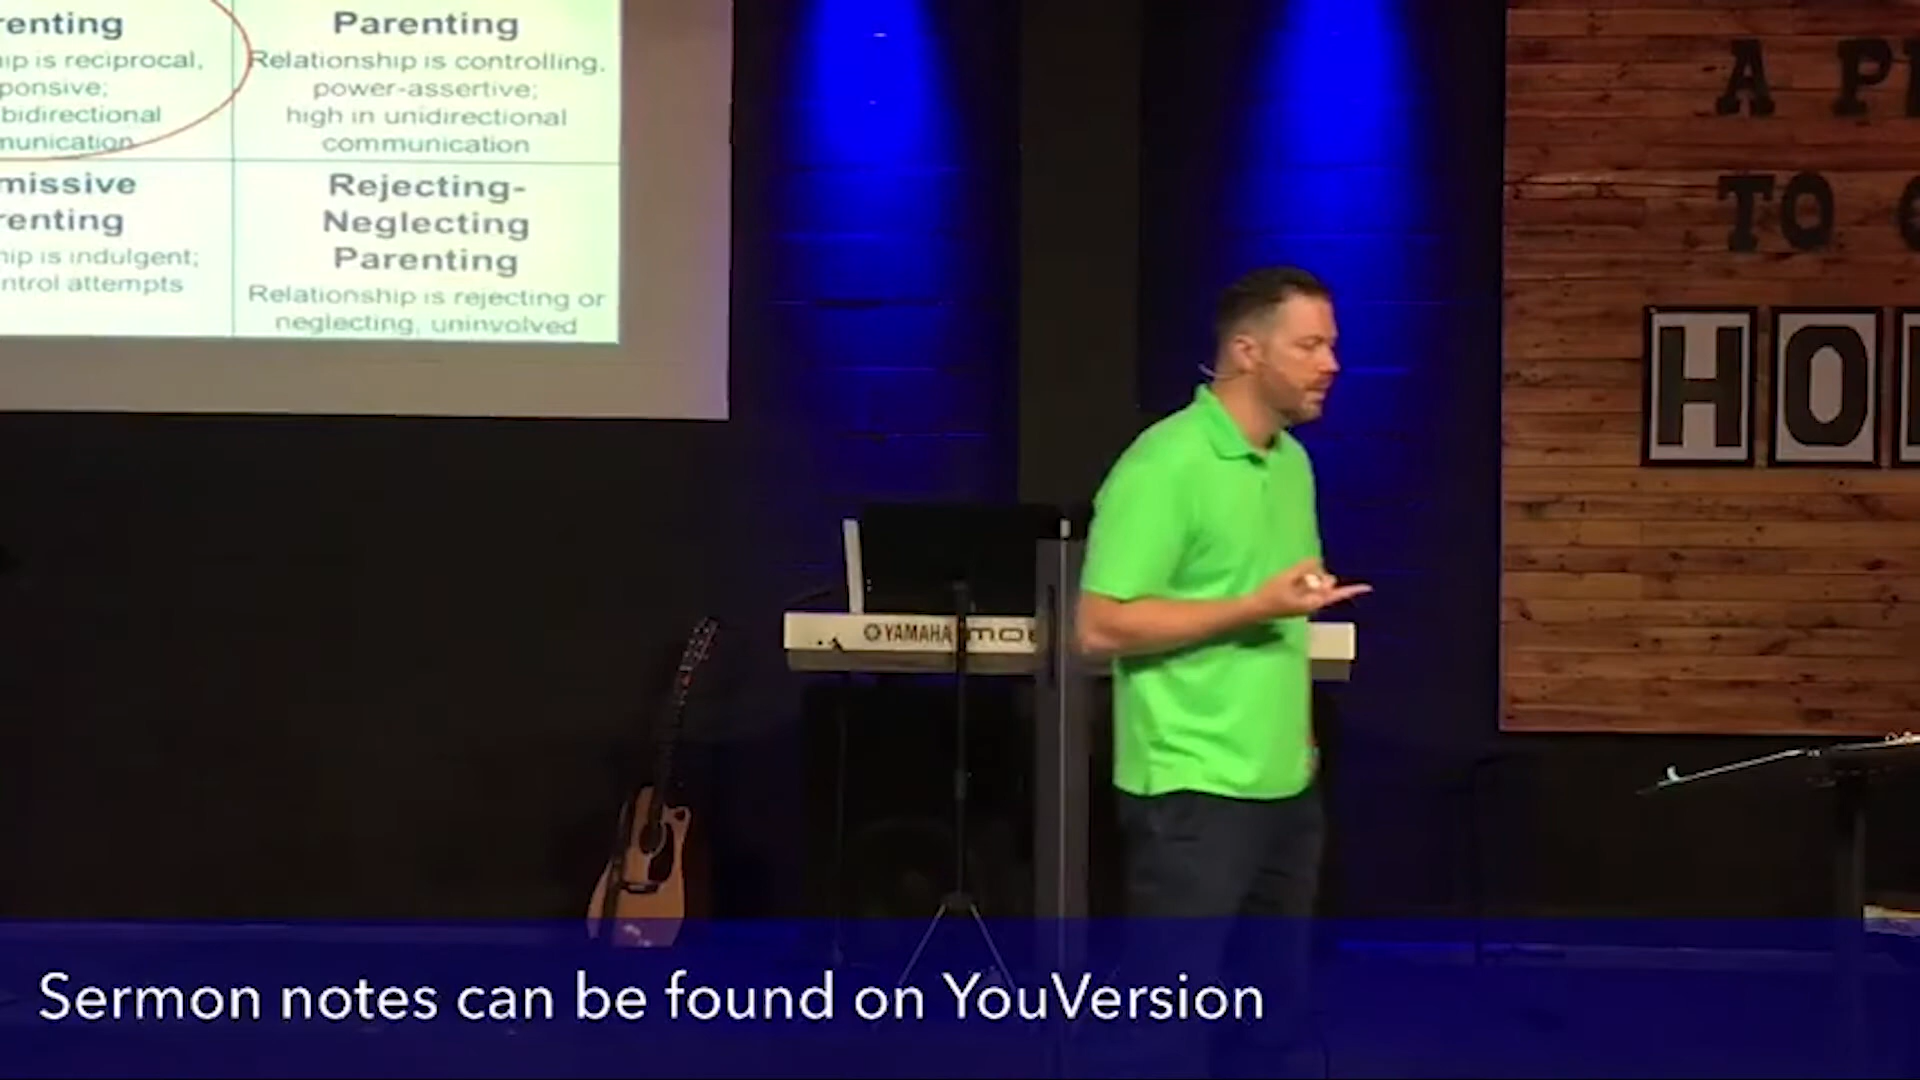 Parenting
Relationship is controlling,
power-assertive;
high in unidirectional
communication
Rejecting-
Neglecting
Parenting
Relationship is rejecting or
neglecting, uninvolved
renting
ip is reciprocal,
ponsive;
bidirectional
munication
missive
renting
hip is indulgent;
ntrol attempts
A
TO
HO
YAMAHA
Sermon notes can be found on YouVersion